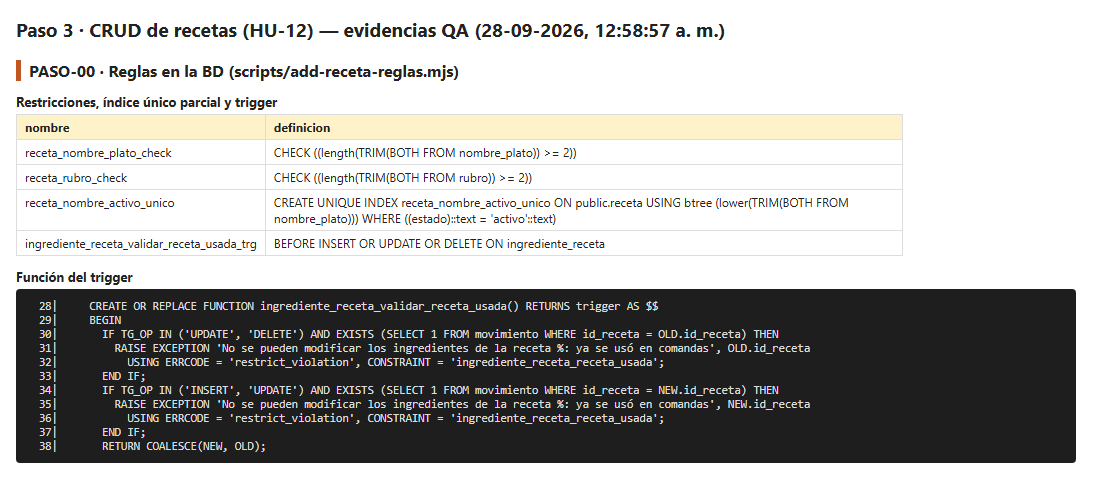 Paso 3 · CRUD de recetas (HU-12) — evidencias QA (28-09-2026, 12:58:57 a. m.)
PASO-00 · Reglas en la BD (scripts/add-receta-reglas.mjs)
Restricciones, índice único parcial y trigger
nombre definicion
receta_nombre_plato_check CHECK ((length(TRIM(BOTH FROM nombre_plato)) >= 2))
receta_rubro_check CHECK ((length(TRIM(BOTH FROM rubro)) >= 2))
receta_nombre_activo_unico CREATE UNIQUE INDEX receta_nombre_activo_unico ON public.receta USING btree (lower(TRIM(BOTH FROM
nombre_plato))) WHERE ((estado)::text = 'activo'::text)
ingrediente_receta_validar_receta_usada_trg BEFORE INSERT OR UPDATE OR DELETE ON ingrediente_receta
Función del trigger
28| CREATE OR REPLACE FUNCTION ingrediente_receta_validar_receta_usada() RETURNS trigger AS $$
29| BEGIN
30| IF TG_OP IN ('UPDATE', 'DELETE') AND EXISTS (SELECT 1 FROM movimiento WHERE id_receta = OLD.id_receta) THEN
31| RAISE EXCEPTION 'No se pueden modificar los ingredientes de la receta %: ya se usó en comandas', OLD.id_receta
32| USING ERRCODE = 'restrict_violation', CONSTRAINT = 'ingrediente_receta_receta_usada';
33| END IF;
34| IF TG_OP IN ('INSERT', 'UPDATE') AND EXISTS (SELECT 1 FROM movimiento WHERE id_receta = NEW.id_receta) THEN
35| RAISE EXCEPTION 'No se pueden modificar los ingredientes de la receta %: ya se usó en comandas', NEW.id_receta
36| USING ERRCODE = 'restrict_violation', CONSTRAINT = 'ingrediente_receta_receta_usada';
37| END IF;
38| RETURN COALESCE(NEW, OLD);